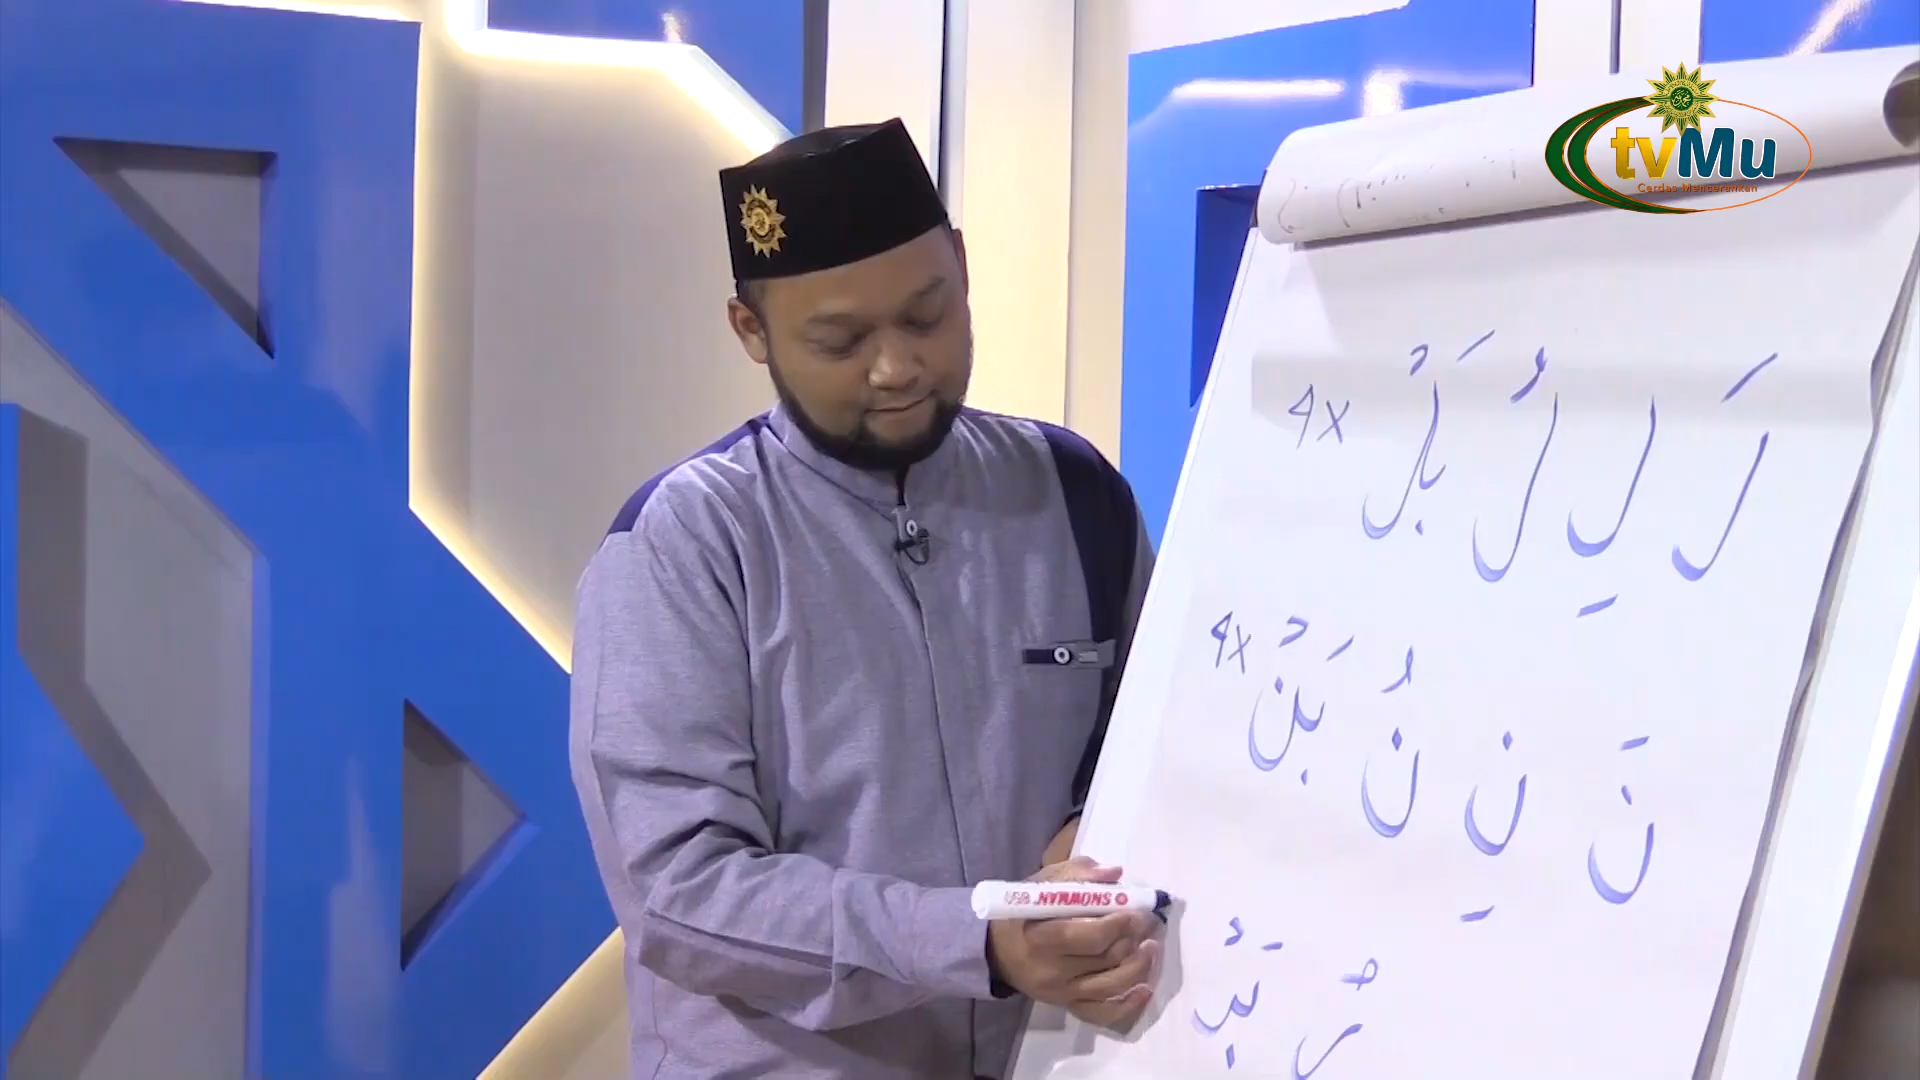 tvMu
Cerdas Mencerahkan
لَ لِ لُ بَلْ 4x
نَ نِ نُ بَنْ 4x
رُ بَرْ
SNOWMAN